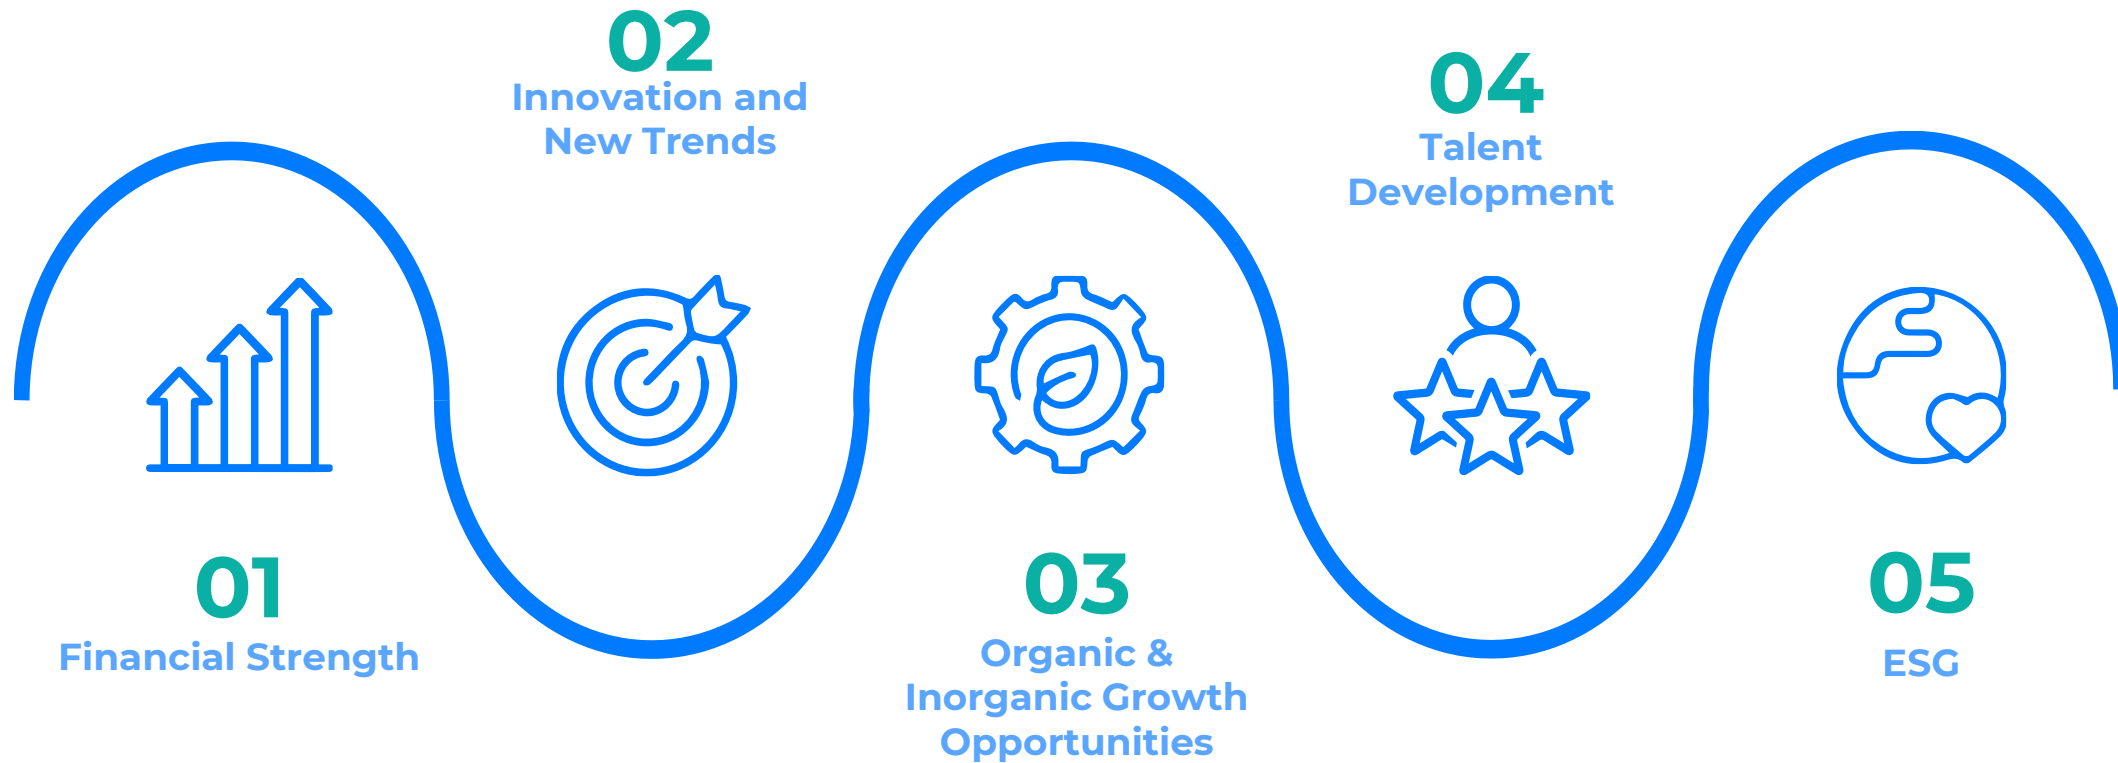 01
Financial Strength
02
Innovation and
New Trends
03
Organic &
Inorganic Growth
Opportunities
04
Talent
Development
05
ESG